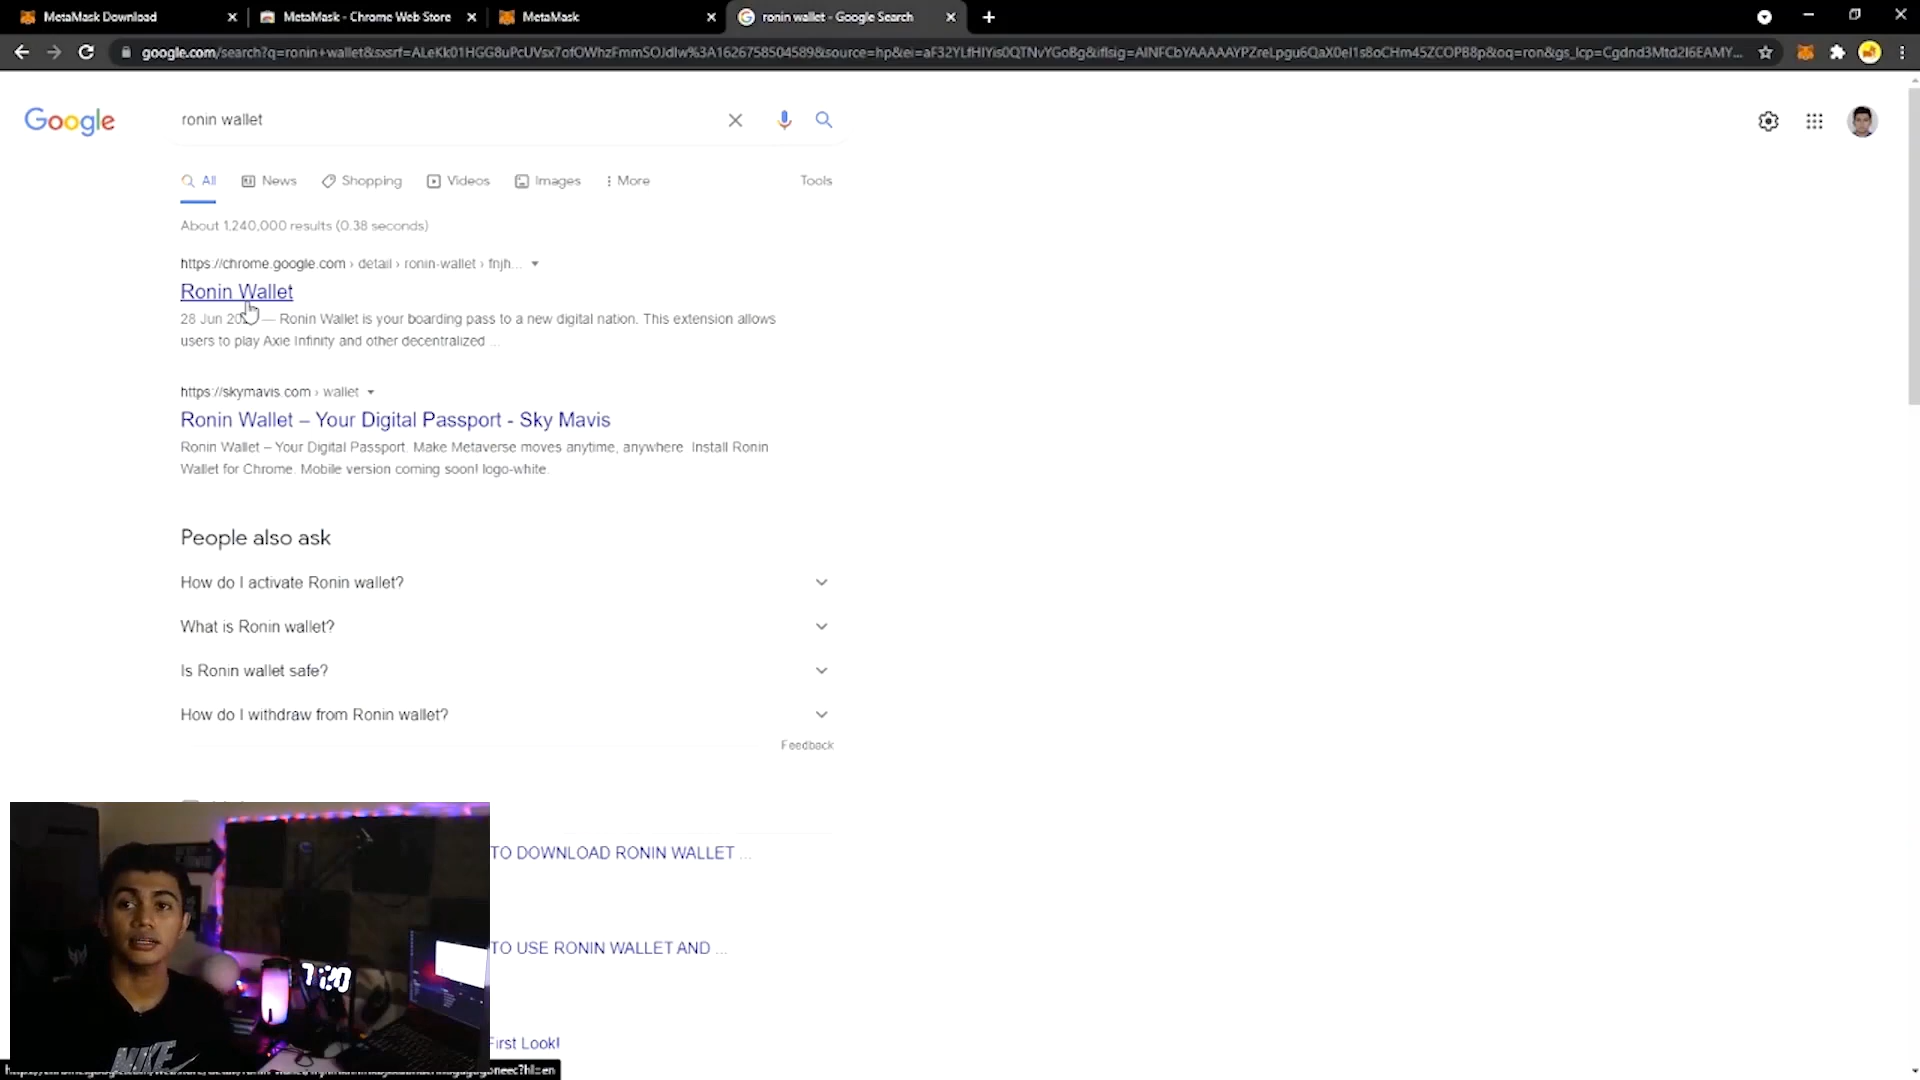 MetaMask Download
MetaMask - Chrome Web Store
MetaMask
ronin wallet - Google Search
Google
ronin wallet
All
News
Shopping
Videos
Images
More
Tools
About 1,240,000 results (0.38 seconds)
https://chrome.google.com › detail › ronin-wallet › fnjh...
Ronin Wallet
28 Jun — Ronin Wallet is your boarding pass to a new digital nation. This extension allows
users to play Axie Infinity and other decentralized ...
https://skymavis.com › wallet
Ronin Wallet – Your Digital Passport - Sky Mavis
Ronin Wallet – Your Digital Passport. Make Metaverse moves anytime, anywhere Install Ronin
Wallet for Chrome. Mobile version coming soon! logo-white.
People also ask
How do I activate Ronin wallet?
What is Ronin wallet?
Is Ronin wallet safe?
How do I withdraw from Ronin wallet?
Feedback
TO DOWNLOAD RONIN WALLET ...
TO USE RONIN WALLET AND ...
First Look!
7:20
NIKE